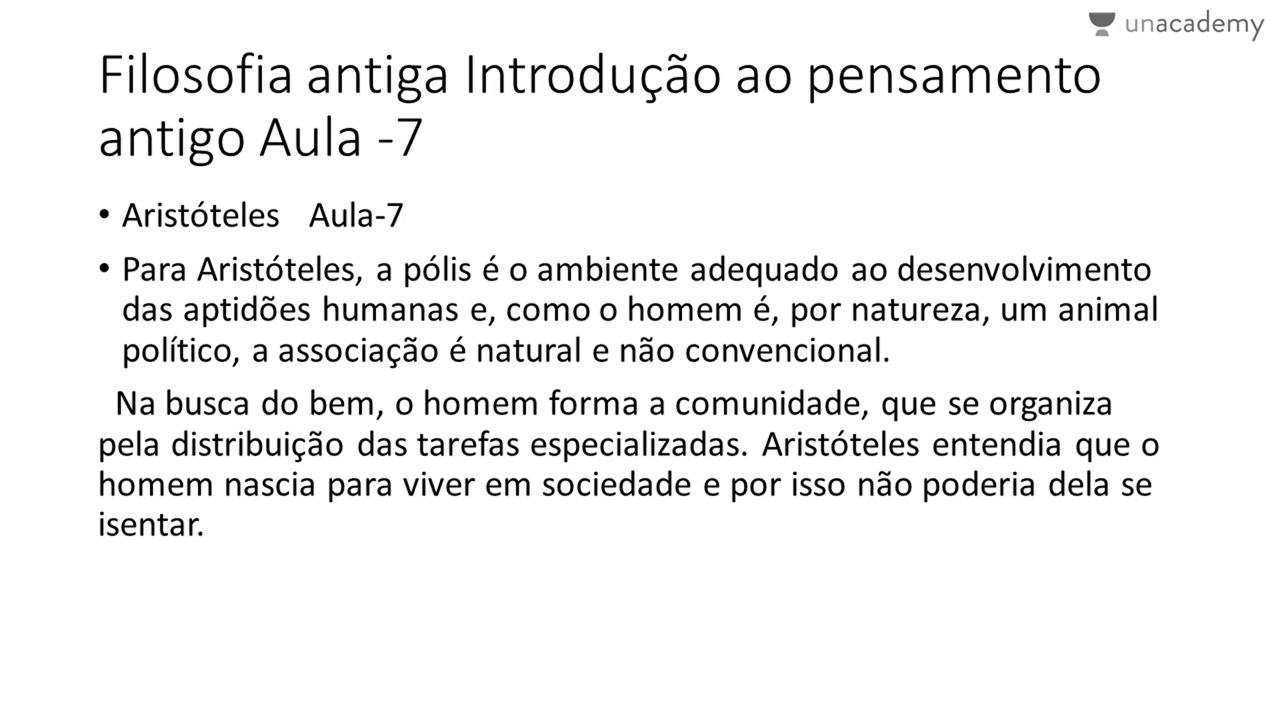 unacademy
Filosofia antiga Introdução ao pensamento
antigo Aula -7
• Aristóteles Aula-7
• Para Aristóteles, a pólis é o ambiente adequado ao desenvolvimento
das aptidões humanas e, como o homem é, por natureza, um animal
político, a associação é natural e não convencional.
Na busca do bem, o homem forma a comunidade, que se organiza
pela distribuição das tarefas especializadas. Aristóteles entendia que o
homem nascia para viver em sociedade e por isso não poderia dela se
isentar.